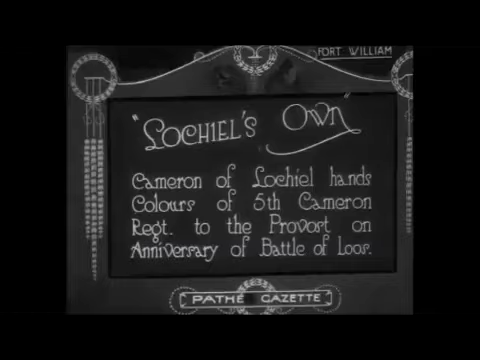 FORT WILLIAM
"LOCHIEL'S OWN"
Cameron of Lochiel hands
Colours of 5th Cameron
Regt. to the Provost on
Anniversary of Battle of Loos.
PATHE GAZETTE